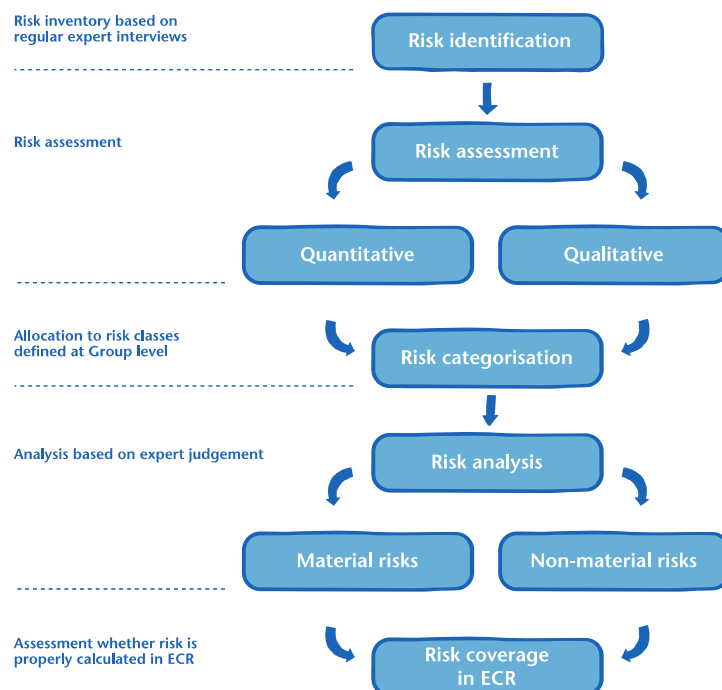 Risk inventory based on
regular expert interviews
Risk identification
Risk assessment
Risk assessment
Quantitative
Qualitative
Allocation to risk classes
defined at Group level
Risk categorisation
Analysis based on expert judgement
Risk analysis
Material risks
Non-material risks
Assessment whether risk is
properly calculated in ECR
Risk coverage
in ECR